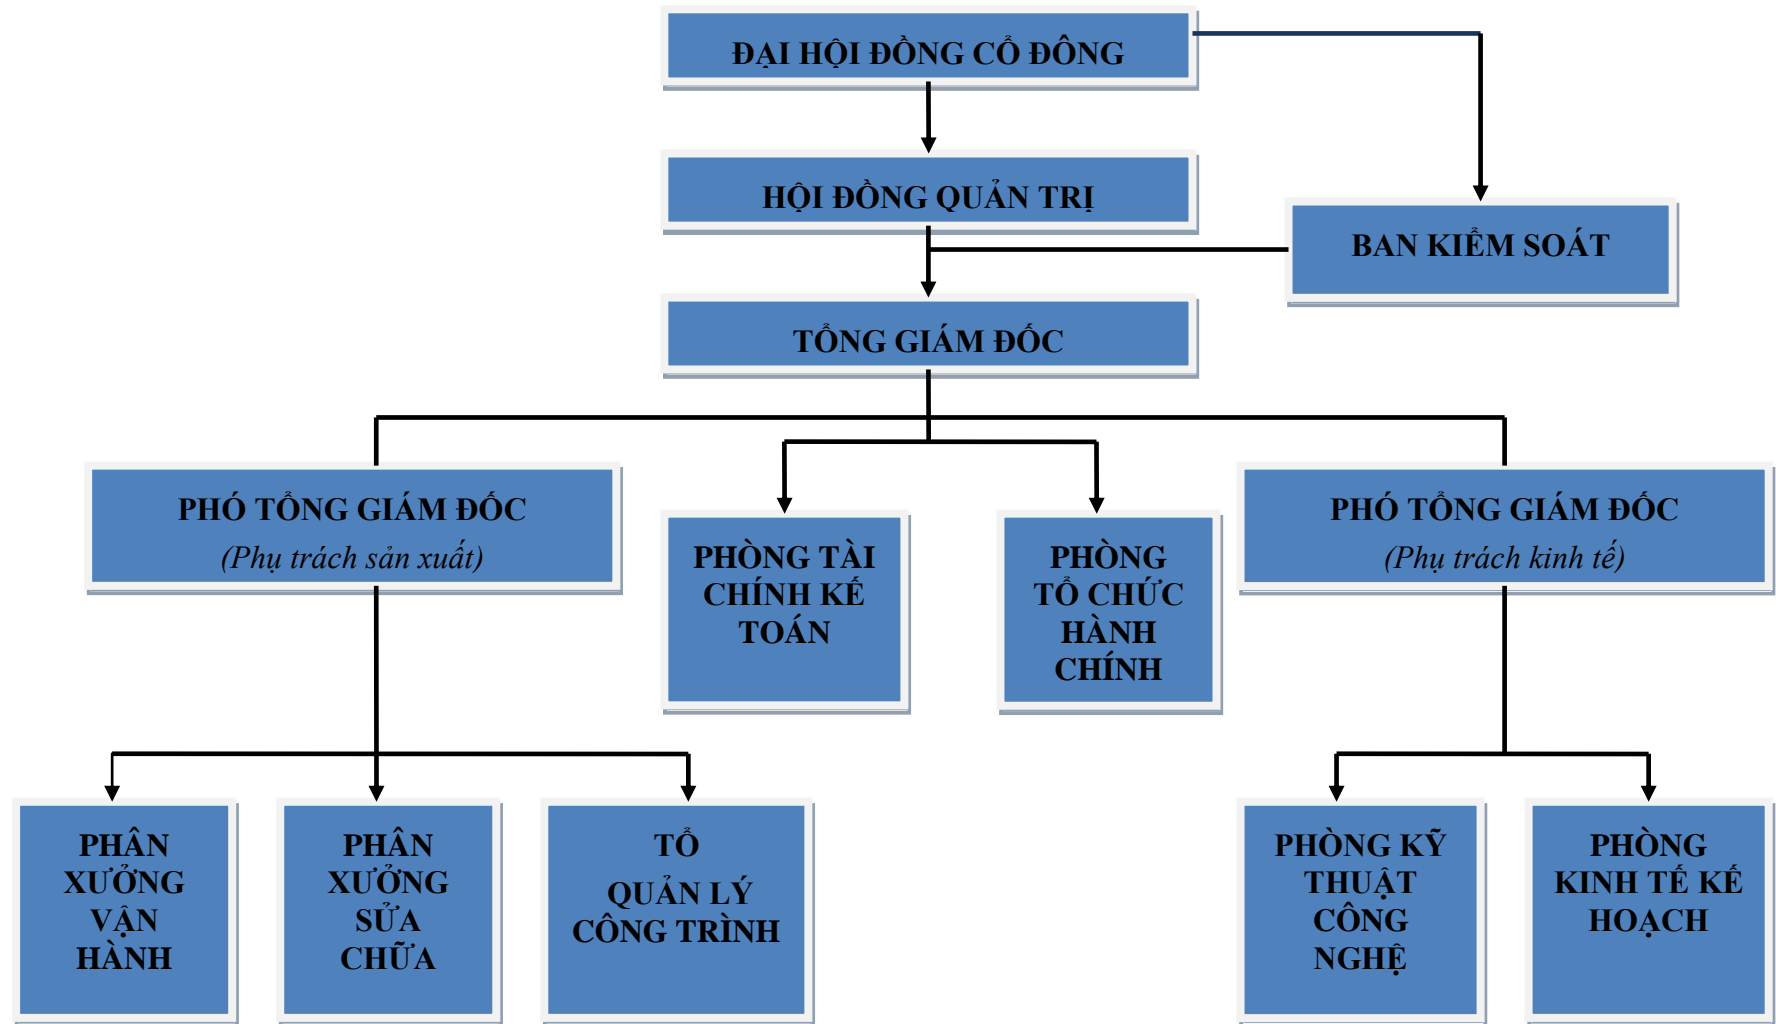 ĐẠI HỘI ĐỒNG CỔ ĐÔNG
HỘI ĐỒNG QUẢN TRỊ
BAN KIỂM SOÁT
TỔNG GIÁM ĐỐC
PHÓ TỔNG GIÁM ĐỐC
(Phụ trách sản xuất)
PHÒNG TÀI
CHÍNH KẾ
TOÁN
PHÒNG
TỔ CHỨC
HÀNH
CHÍNH
PHÓ TỔNG GIÁM ĐỐC
(Phụ trách kinh tế)
PHÂN
XƯỞNG
VẬN
HÀNH
PHÂN
XƯỞNG
SỬA
CHỮA
TỔ
QUẢN LÝ
CÔNG TRÌNH
PHÒNG KỸ
THUẬT
CÔNG
NGHỆ
PHÒNG
KINH TẾ KẾ
HOẠCH